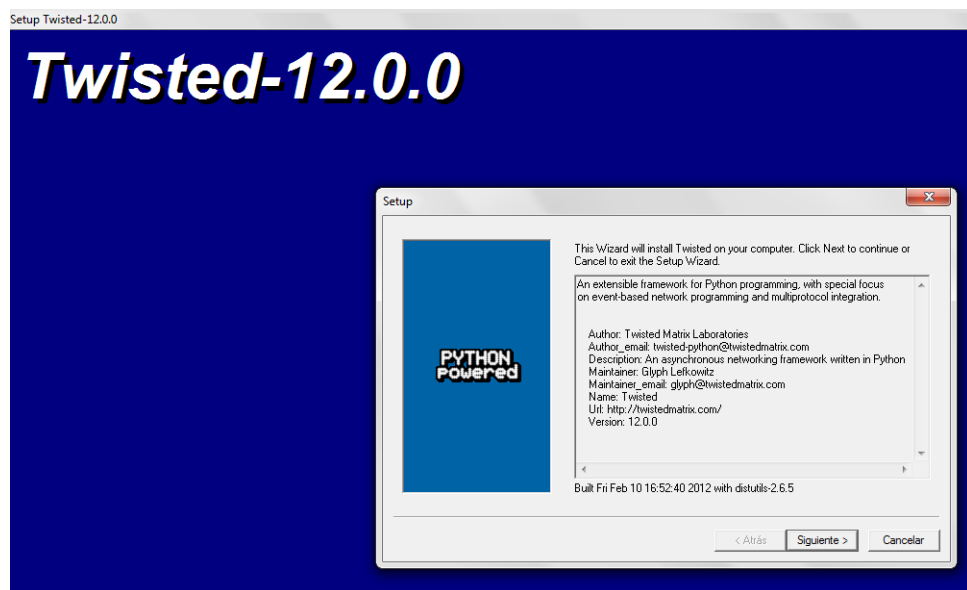 Setup Twisted-12.0.0
Twisted-12.0.0
Setup
X
This Wizard will install Twisted on your computer. Click Next to continue or
Cancel to exit the Setup Wizard.
An extensible framework for Python programming, with special focus
on event-based network programming and multiprotocol integration.
Author: Twisted Matrix Laboratories
Author_email: twisted-python@twistedmatrix.com
Description: An asynchronous networking framework written in Python
Maintainer: Glyph Lefkowitz
Maintainer_email: glyph@twistedmatrix.com
Name: Twisted
Url: http://twistedmatrix.com/
Version: 12.0.0
PYTHON
Powered
Built Fri Feb 10 16:52:40 2012 with distutils-2.6.5
< Atrás
Siguiente >
Cancelar